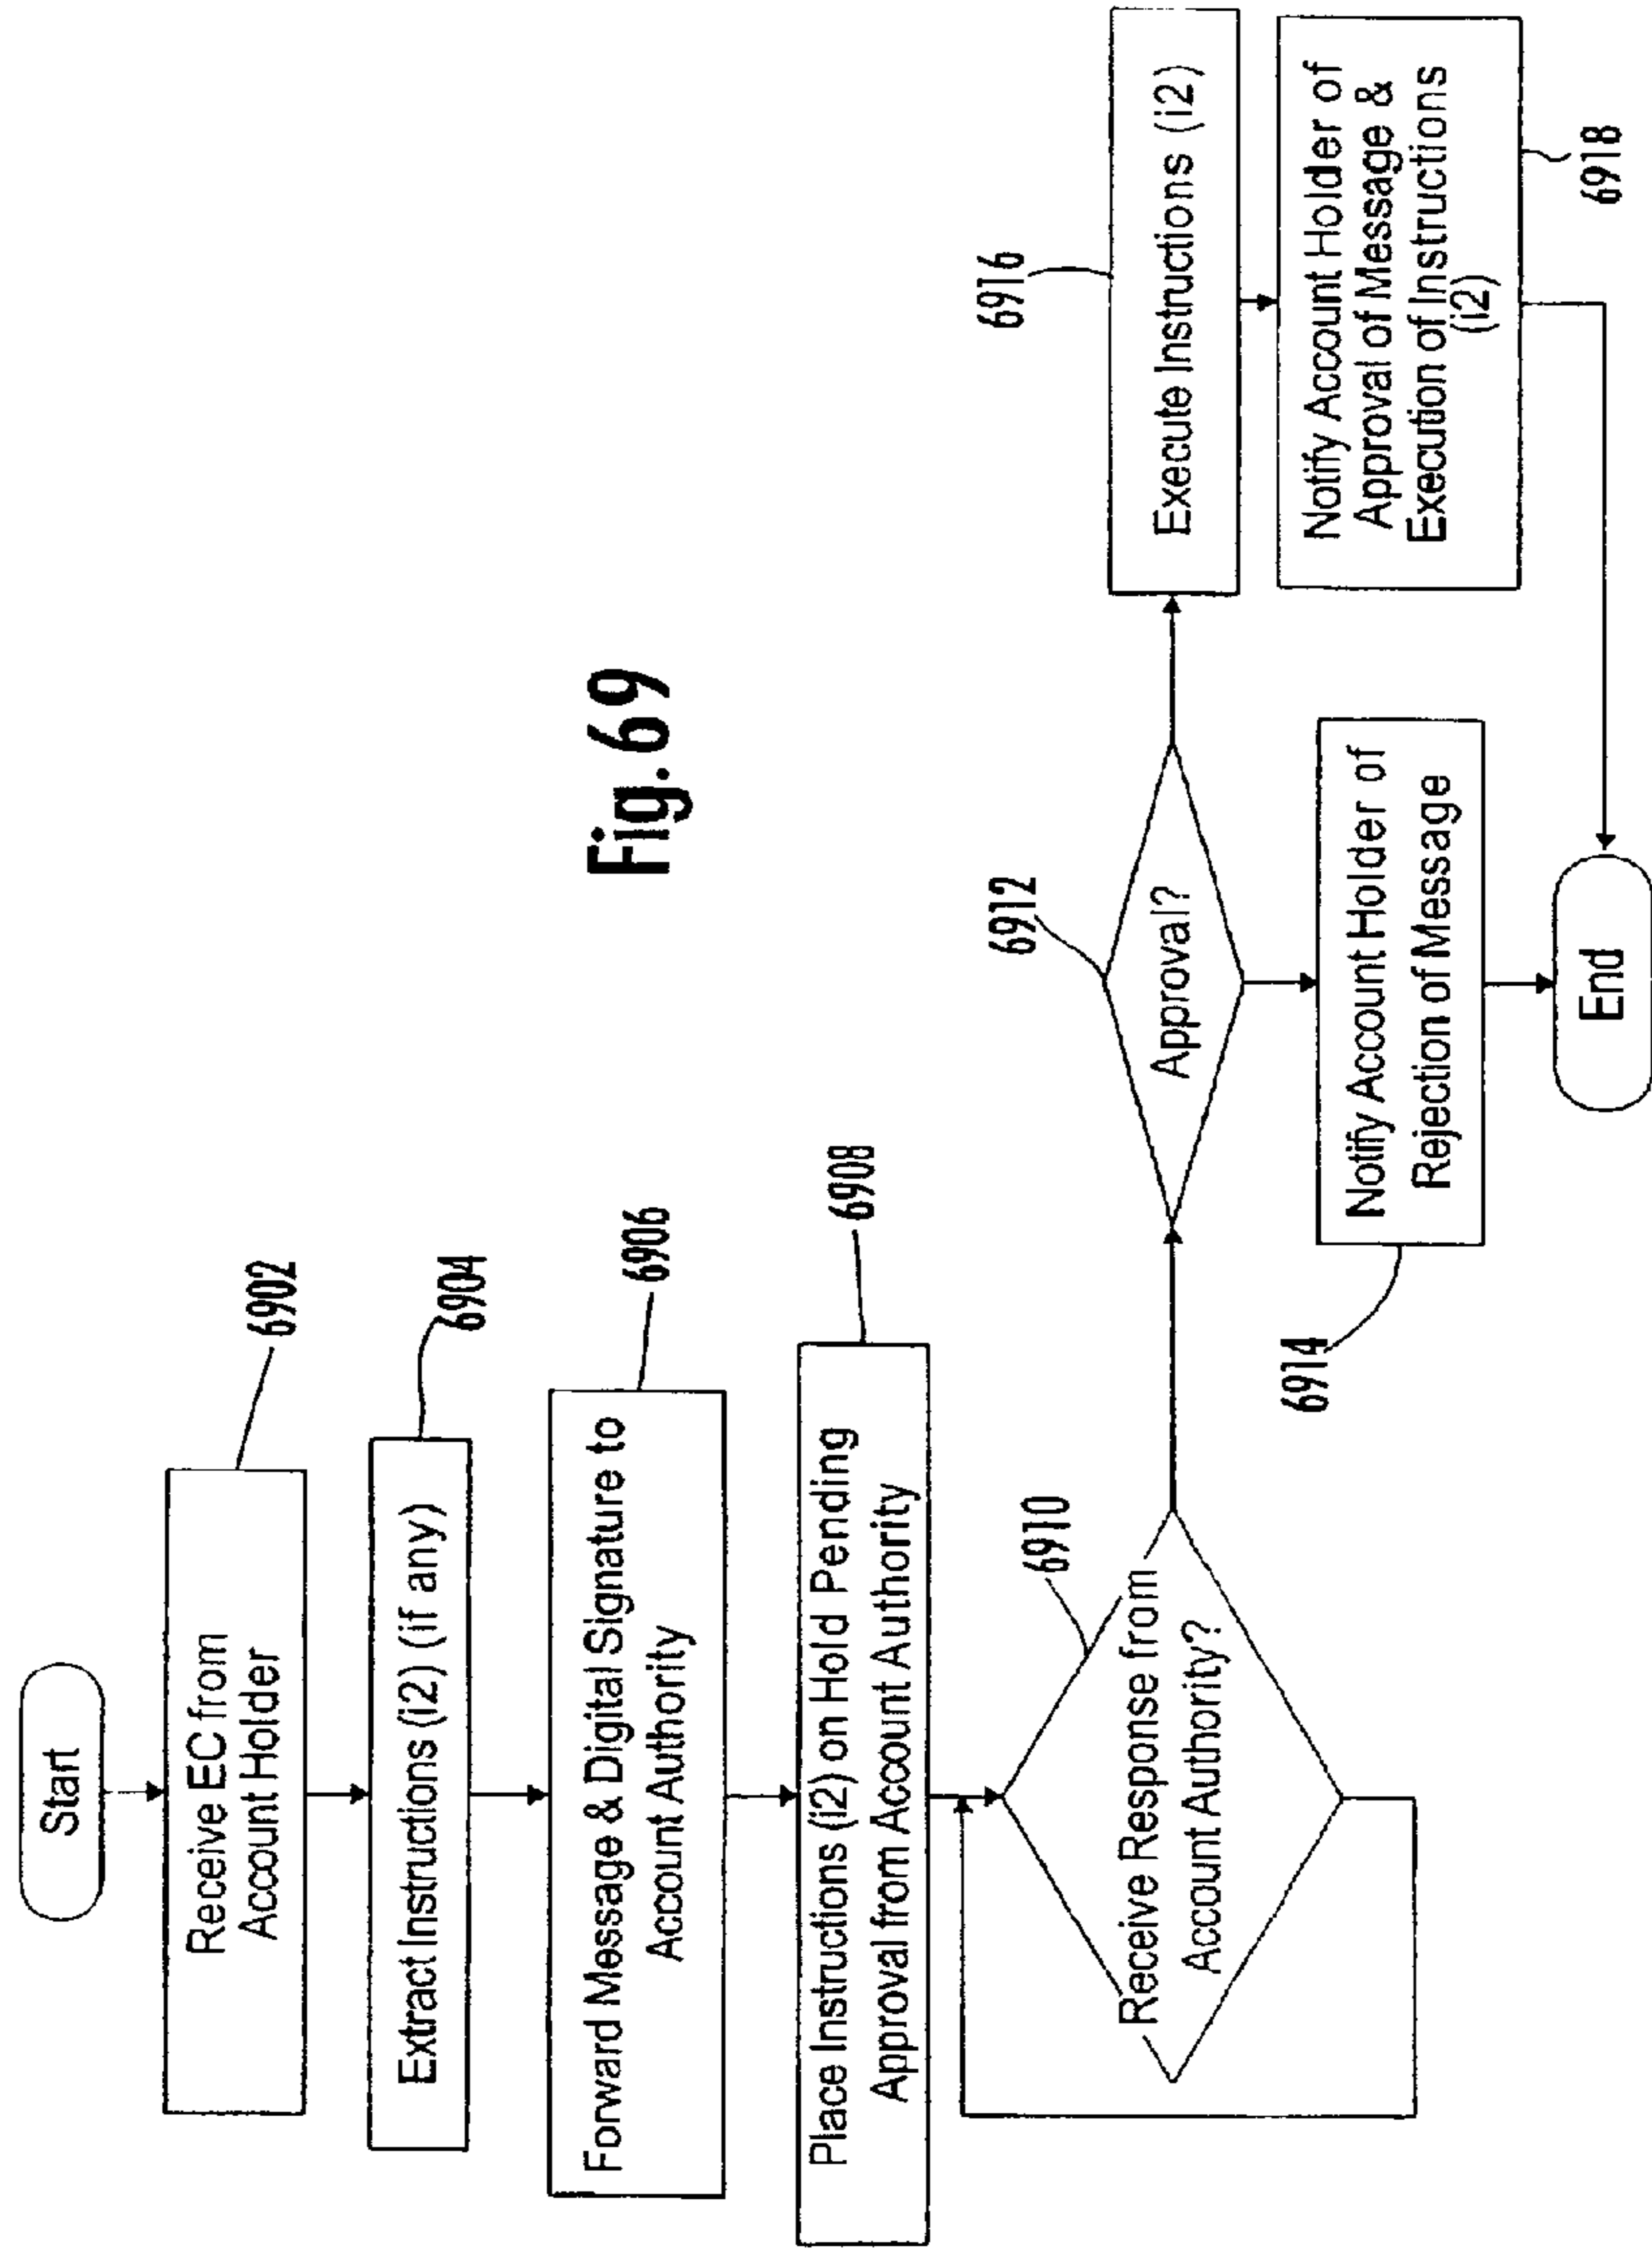 Start
Receive EC from
Account Holder
6902
Extract Instructions (i2) (if any)
6904
Forward Message & Digital Signature to
Account Authority
6906
Place Instructions (i2) on Hold Pending
Approval from Account Authority
6908
Receive Response from
Account Authority?
6910
Approval?
6912
Notify Account Holder of
Rejection of Message
6914
Execute Instructions (i2)
6916
Notify Account Holder of
Approval of Message &
Execution of Instructions
(i2)
6918
End
Fig. 69